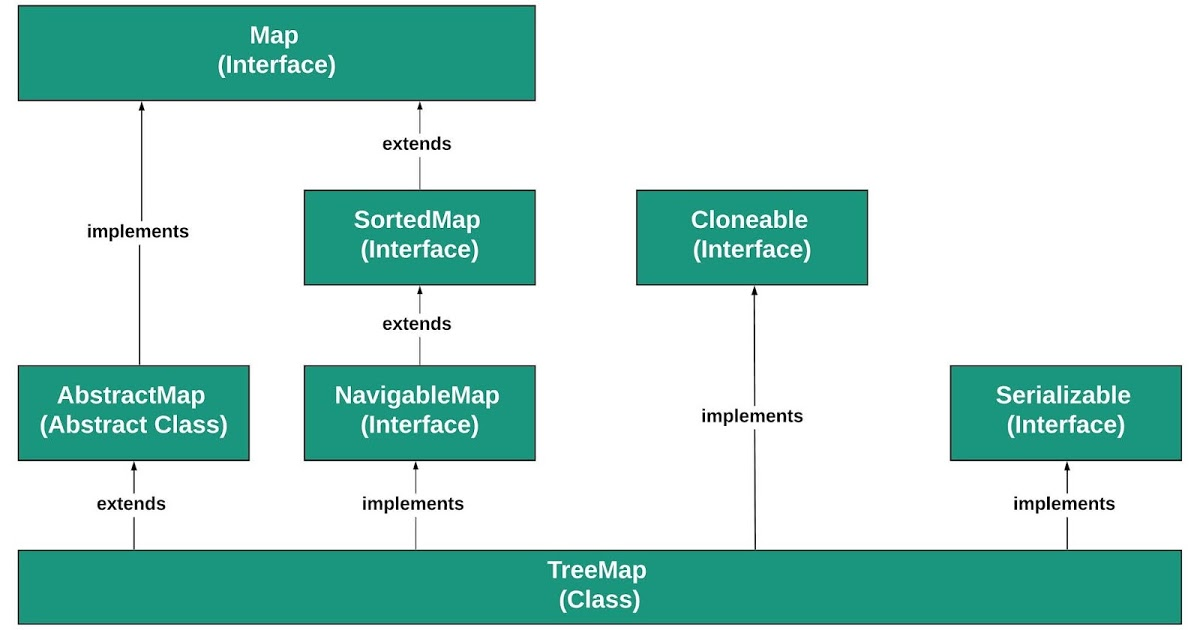 Map
(Interface)
extends
implements
SortedMap
(Interface)
Cloneable
(Interface)
extends
AbstractMap
(Abstract Class)
NavigableMap
(Interface)
implements
Serializable
(Interface)
extends
implements
implements
TreeMap
(Class)